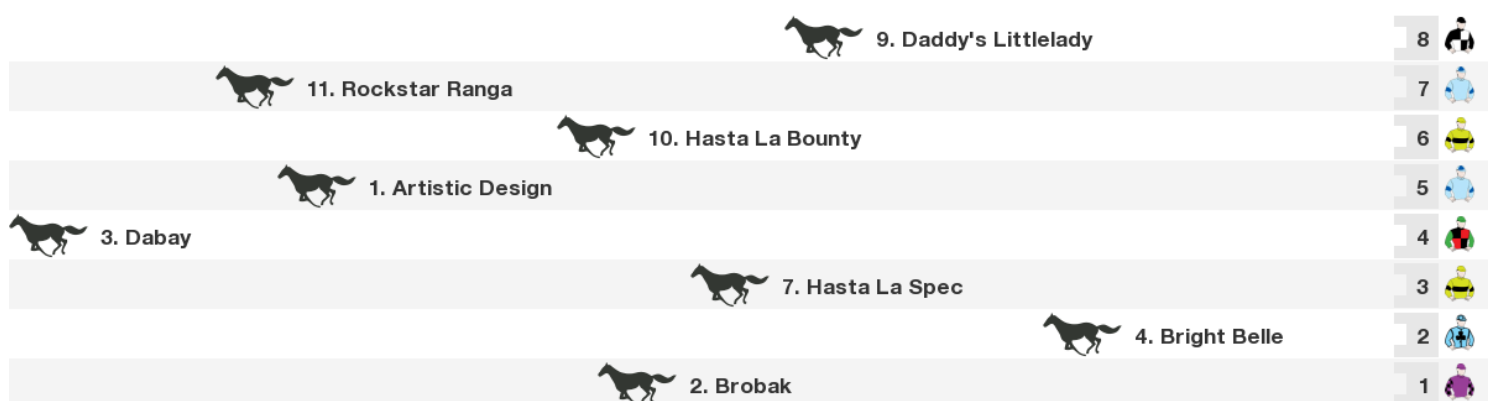 9. Daddy's Littlelady 8
11. Rockstar Ranga 7
10. Hasta La Bounty 6
1. Artistic Design 5
3. Dabay 4
7. Hasta La Spec 3
4. Bright Belle 2
2. Brobak 1